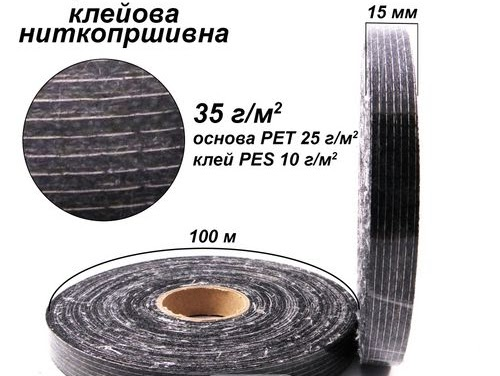 клейова
ниткопршивна
15 мм
35 г/м²
основа PET 25 г/м²
клей PES 10 г/м²
100 м